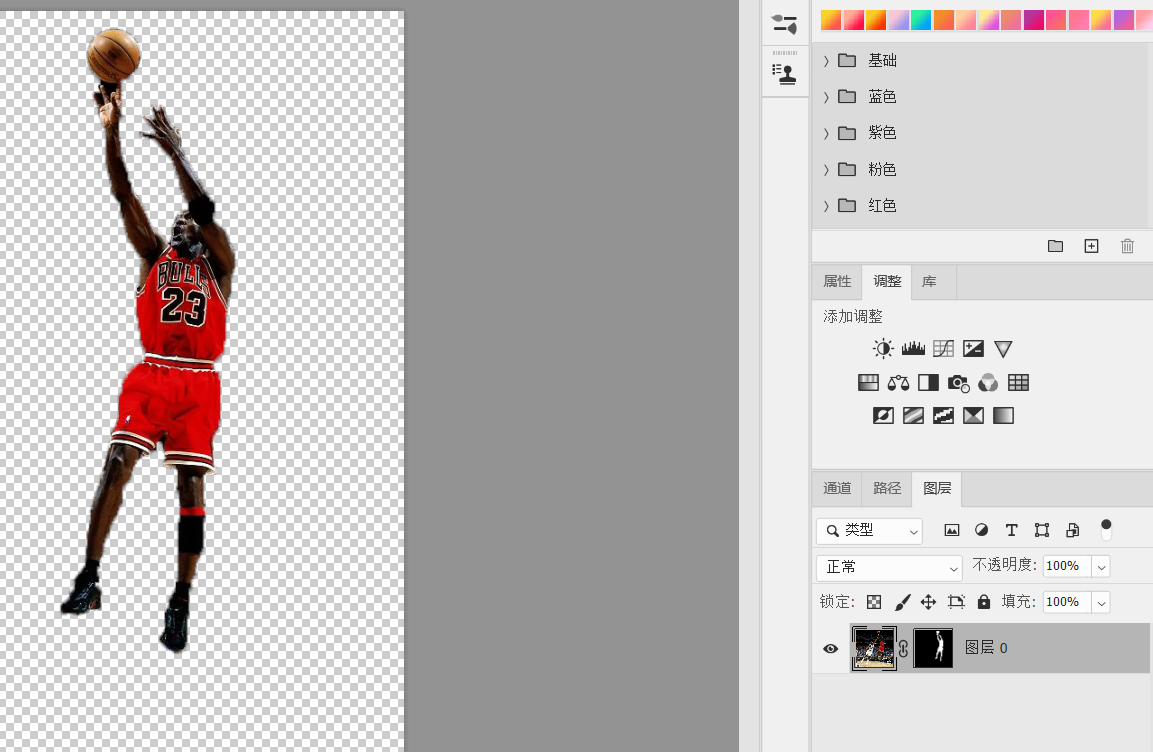 基础
蓝色
紫色
粉色
红色
属性 调整 库
添加调整
通道 路径 图层
类型
正常 不透明度: 100%
锁定: 填充: 100%
图层 0
BULLS
23